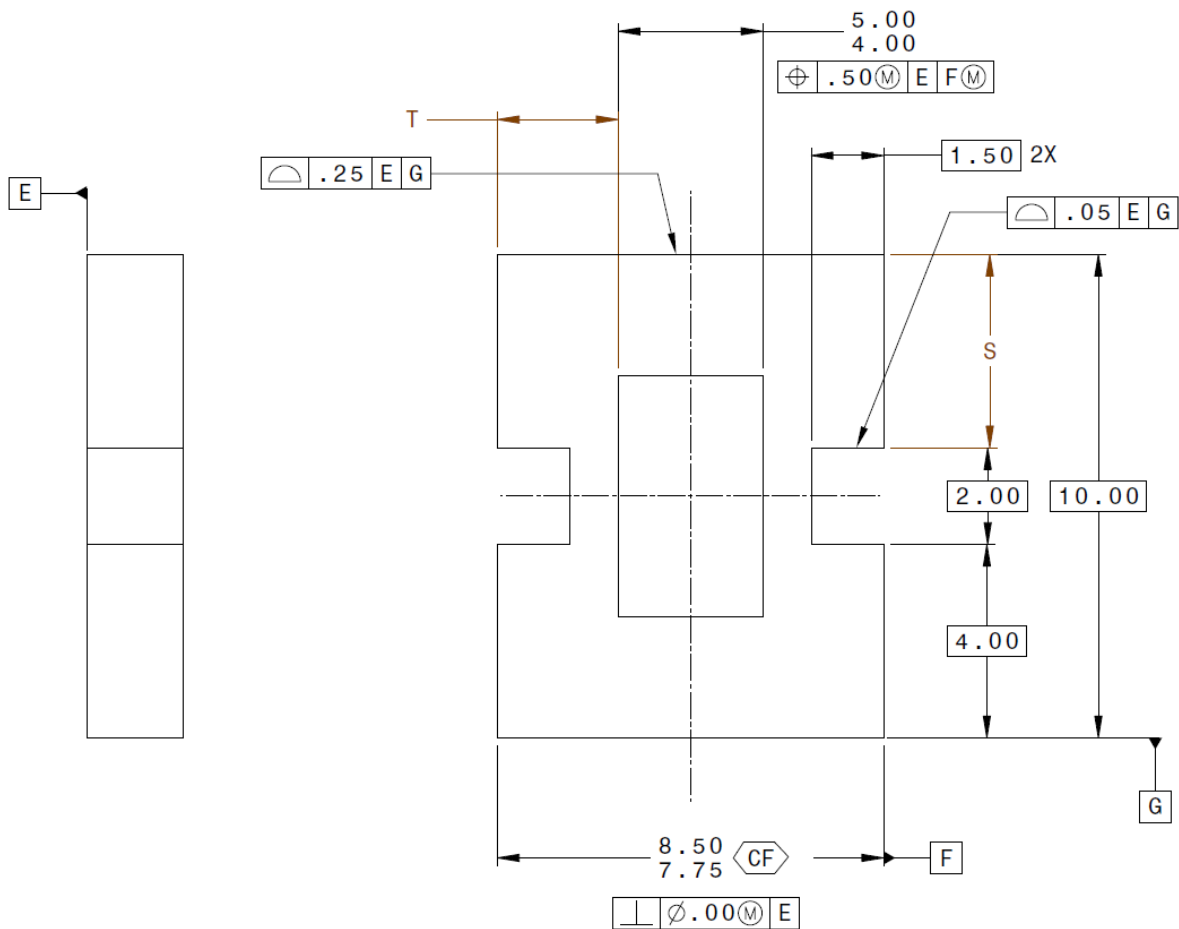 5.00
4.00
⌖ .50Ⓜ E FⓂ
T
1.50 2X
⌓ .25 E G
E
⌓ .05 E G
S
2.00 10.00
4.00
G
8.50
7.75 CF
F
⊥ ⌀.00Ⓜ E